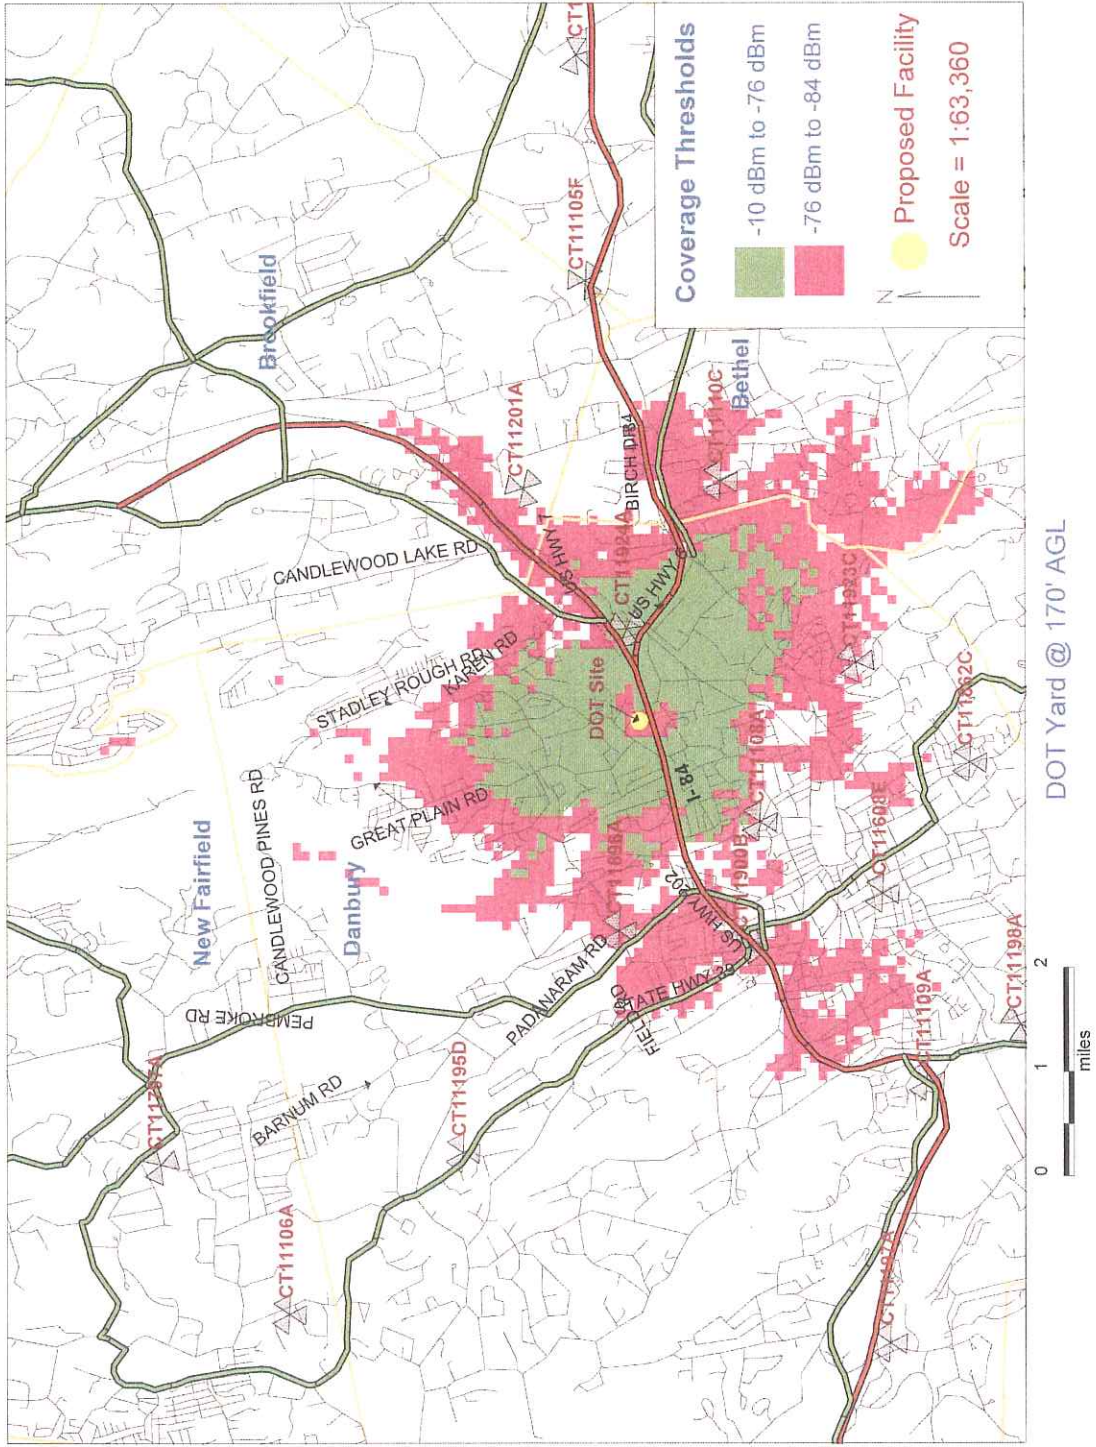 Coverage Thresholds
-10 dBm to -76 dBm
-76 dBm to -84 dBm
N
Proposed Facility
Scale = 1:63,360
CT11105F
Brookfield
CT11201A
BIRCH DR
Bethel
CANDLEWOOD LAKE RD
US HWY 7
US HWY 6
STADLEY ROUGH RD
KAREN RD
DOT Site
I-84
New Fairfield
CANDLEWOOD PINES RD
GREAT PLAIN RD
Danbury
CT11862C
CT11608E
US HWY 202
PEMBROKE RD
PADANARAM RD
STATE HWY 39
CT11109A
CT11198A
CT11195D
BARNUM RD
CT11106A
DOT Yard @ 170' AGL
0 1 2
miles